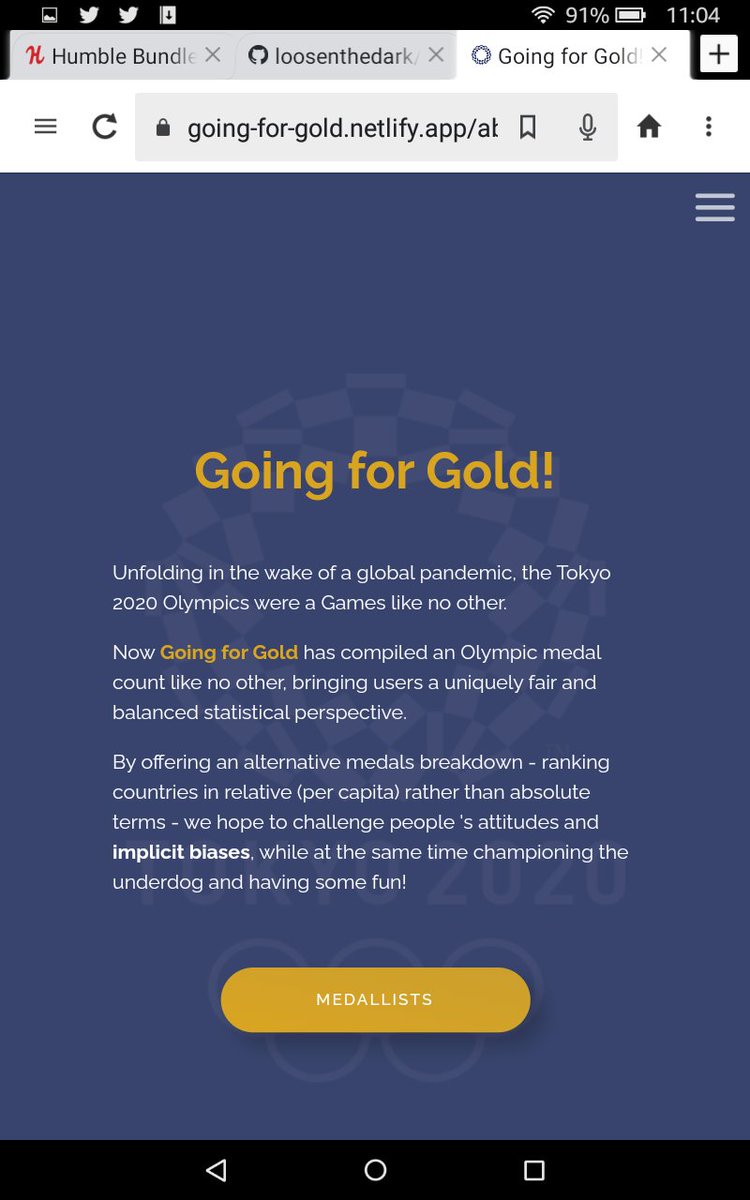 91% 11:04
Humble Bundle loosenthedark/ Going for Gold!
going-for-gold.netlify.app/ab
Going for Gold!
Unfolding in the wake of a global pandemic, the Tokyo
2020 Olympics were a Games like no other.
Now Going for Gold has compiled an Olympic medal
count like no other, bringing users a uniquely fair and
balanced statistical perspective.
By offering an alternative medals breakdown - ranking
countries in relative (per capita) rather than absolute
terms - we hope to challenge people 's attitudes and
implicit biases, while at the same time championing the
underdog and having some fun!
TOKYO 2020
MEDALLISTS